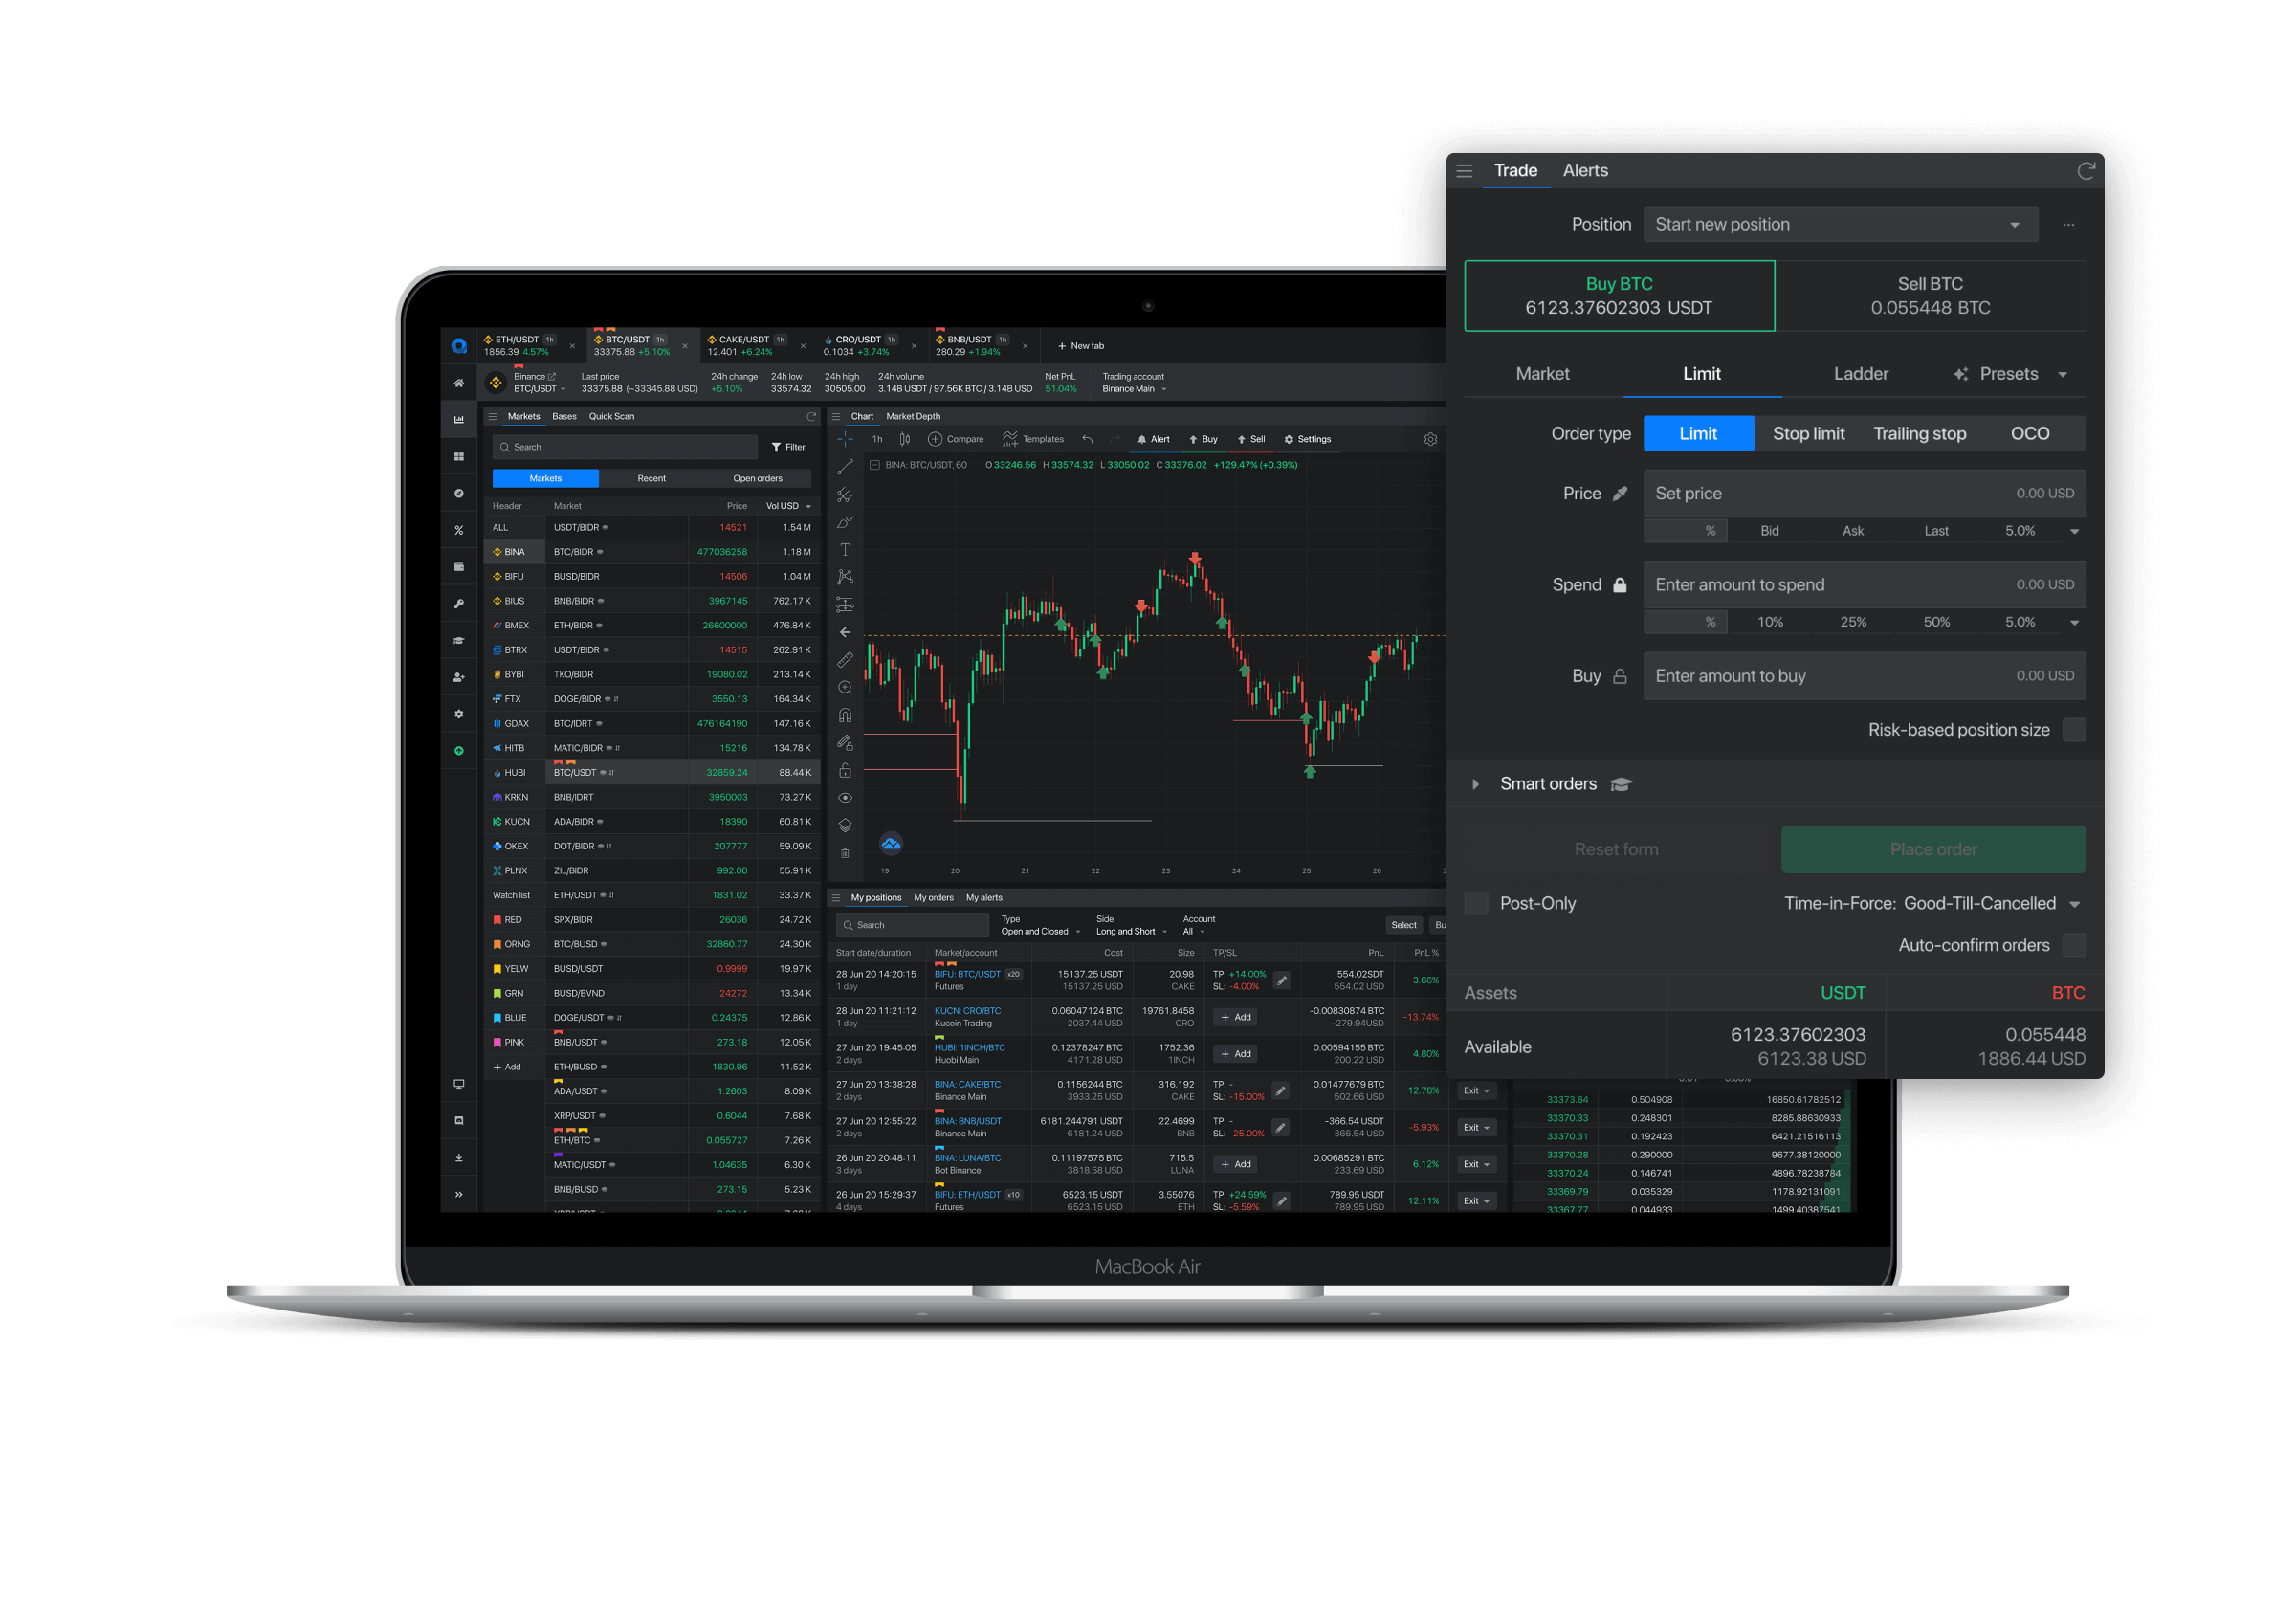 Trade Alerts
Position Start new position ...
Buy BTC
6123.37602303 USDT
Sell BTC
0.055448 BTC
Market Limit Ladder Presets
Order type Limit Stop limit Trailing stop OCO
Price Set price 0.00 USD
% Bid Ask Last 5.0%
Spend Enter amount to spend 0.00 USD
% 10% 25% 50% 5.0%
Buy Enter amount to buy 0.00 USD
Risk-based position size
Smart orders
Reset form Place order
Post-Only Time-in-Force: Good-Till-Cancelled
Auto-confirm orders
Assets USDT BTC
Available 6123.37602303 0.055448
6123.38 USD 1886.44 USD
ETH/USDT 1h
1856.39 4.57%
BTC/USDT 1h
33375.88 +5.10%
CAKE/USDT 1h
12.401 +6.24%
CRO/USDT 1h
0.1034 +3.74%
BNB/USDT 1h
280.29 +1.94%
+ New tab
Binance
BTC/USDT
Last price
33375.88 (~33345.88 USD)
24h change
+5.10%
24h low
33574.32
24h high
30505.00
24h volume
3.14B USDT / 97.56K BTC / 3.14B USD
Net PnL
51.04%
Trading account
Binance Main
Markets Bases Quick Scan
Search Filter
Markets Recent Open orders
Header Market Price Vol USD
ALL USDT/BIDR 14521 1.54 M
BINA BTC/BIDR 477036258 1.18 M
BIFU BUSD/BIDR 14506 1.04 M
BIUS BNB/BIDR 3967145 762.17 K
BMEX ETH/BIDR 26600000 476.84 K
BTRX USDT/BIDR 14515 262.91 K
BYBI TKO/BIDR 19080.02 213.14 K
FTX DOGE/BIDR 3550.13 164.34 K
GDAX BTC/IDRT 476164190 147.16 K
HITB MATIC/BIDR 15216 134.78 K
HUBI BTC/USDT 32859.24 88.44 K
KRKN BNB/IDRT 3950003 73.27 K
KUCN ADA/BIDR 18390 60.81 K
OKEX DOT/BIDR 207777 59.09 K
PLNX ZIL/BIDR 992.00 55.91 K
Watch list ETH/USDT 1831.02 33.37 K
RED SPX/BIDR 26036 24.72 K
ORNG BTC/BUSD 32860.77 24.30 K
YELW BUSD/USDT 0.9999 19.97 K
GRN BUSD/BVND 24272 13.34 K
BLUE DOGE/USDT 0.24375 12.86 K
PINK BNB/USDT 273.18 12.05 K
+ Add ETH/BUSD 1830.96 11.52 K
ADA/USDT 1.2603 8.09 K
XRP/USDT 0.6044 7.68 K
ETH/BTC 0.055727 7.26 K
MATIC/USDT 1.04635 6.30 K
BNB/BUSD 273.15 5.23 K
Chart Market Depth
1h Compare Templates Alert Buy Sell Settings
BINA: BTC/USDT, 60 O 33246.56 H 33574.32 L 33050.02 C 33376.02 +129.47% (+0.39%)
19 20 21 22 23 24 25 26
My positions My orders My alerts
Search
Type
Open and Closed
Side
Long and Short
Account
All
Select Bu
Start date/duration Market/account Cost Size TP/SL PnL PnL %
28 Jun 20 14:20:15 BIFU: BTC/USDT x20 15137.25 USDT 20.98 TP: +14.00% 554.02SDT 3.66%
1 day Futures 15137.25 USD CAKE SL: -4.00% 554.02 USD
28 Jun 20 11:21:12 KUCN: CRO/BTC 0.06047124 BTC 19761.8458 + Add -0.00830874 BTC -13.74%
1 day Kucoin Trading 2037.44 USD CRO -279.94USD
27 Jun 20 19:45:05 HUBI: 1INCH/BTC 0.12378247 BTC 1752.36 + Add 0.00594155 BTC 4.80%
2 days Huobi Main 4171.28 USD 1INCH 200.22 USD
27 Jun 20 13:38:28 BINA: CAKE/BTC 0.1156244 BTC 316.192 TP: - 0.01477679 BTC 12.78% Exit
2 days Binance Main 3933.25 USD CAKE SL: -15.00% 502.66 USD
27 Jun 20 12:55:22 BINA: BNB/USDT 6181.244791 USDT 22.4699 TP: - -366.54 USDT -5.93% Exit
2 days Binance Main 6181.24 USD BNB SL: -25.00% -366.54 USD
26 Jun 20 20:48:11 BINA: LUNA/BTC 0.11197575 BTC 715.5 + Add 0.00685291 BTC 6.12% Exit
3 days Bot Binance 3818.58 USD LUNA 233.69 USD
26 Jun 20 15:29:37 BIFU: ETH/USDT x10 6523.15 USDT 3.55076 TP: +24.59% 789.95 USDT 12.11% Exit
4 days Futures 6523.15 USD ETH SL: -5.59% 789.95 USD
33373.64 0.504908 16850.61782512
33370.33 0.248301 8285.88630933
33370.31 0.192423 6421.21516113
33370.28 0.290000 9677.38120000
33370.24 0.146741 4896.78238784
33369.79 0.035329 1178.92131091
33367.77 0.044933 1499.40387541
MacBook Air